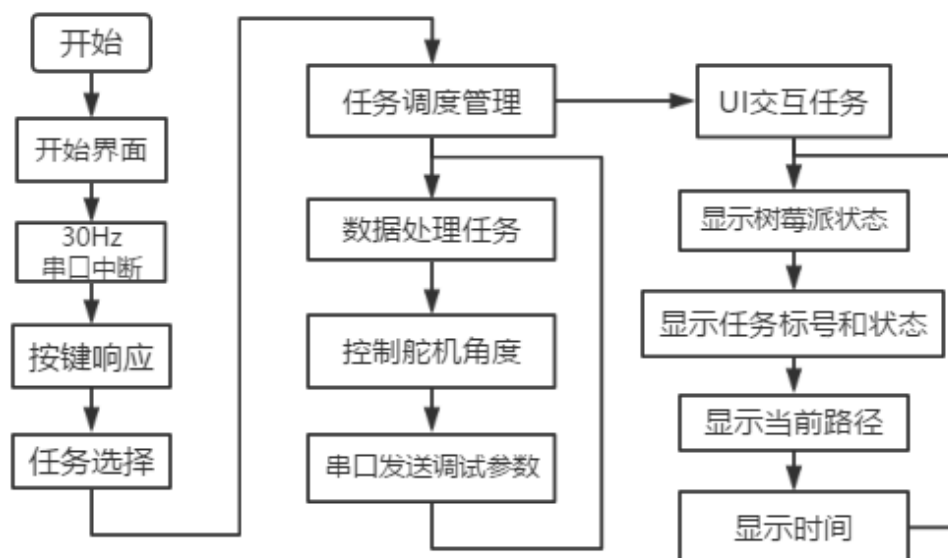 开始
开始界面
30Hz
串口中断
按键响应
任务选择
任务调度管理
数据处理任务
控制舵机角度
串口发送调试参数
UI交互任务
显示树莓派状态
显示任务标号和状态
显示当前路径
显示时间